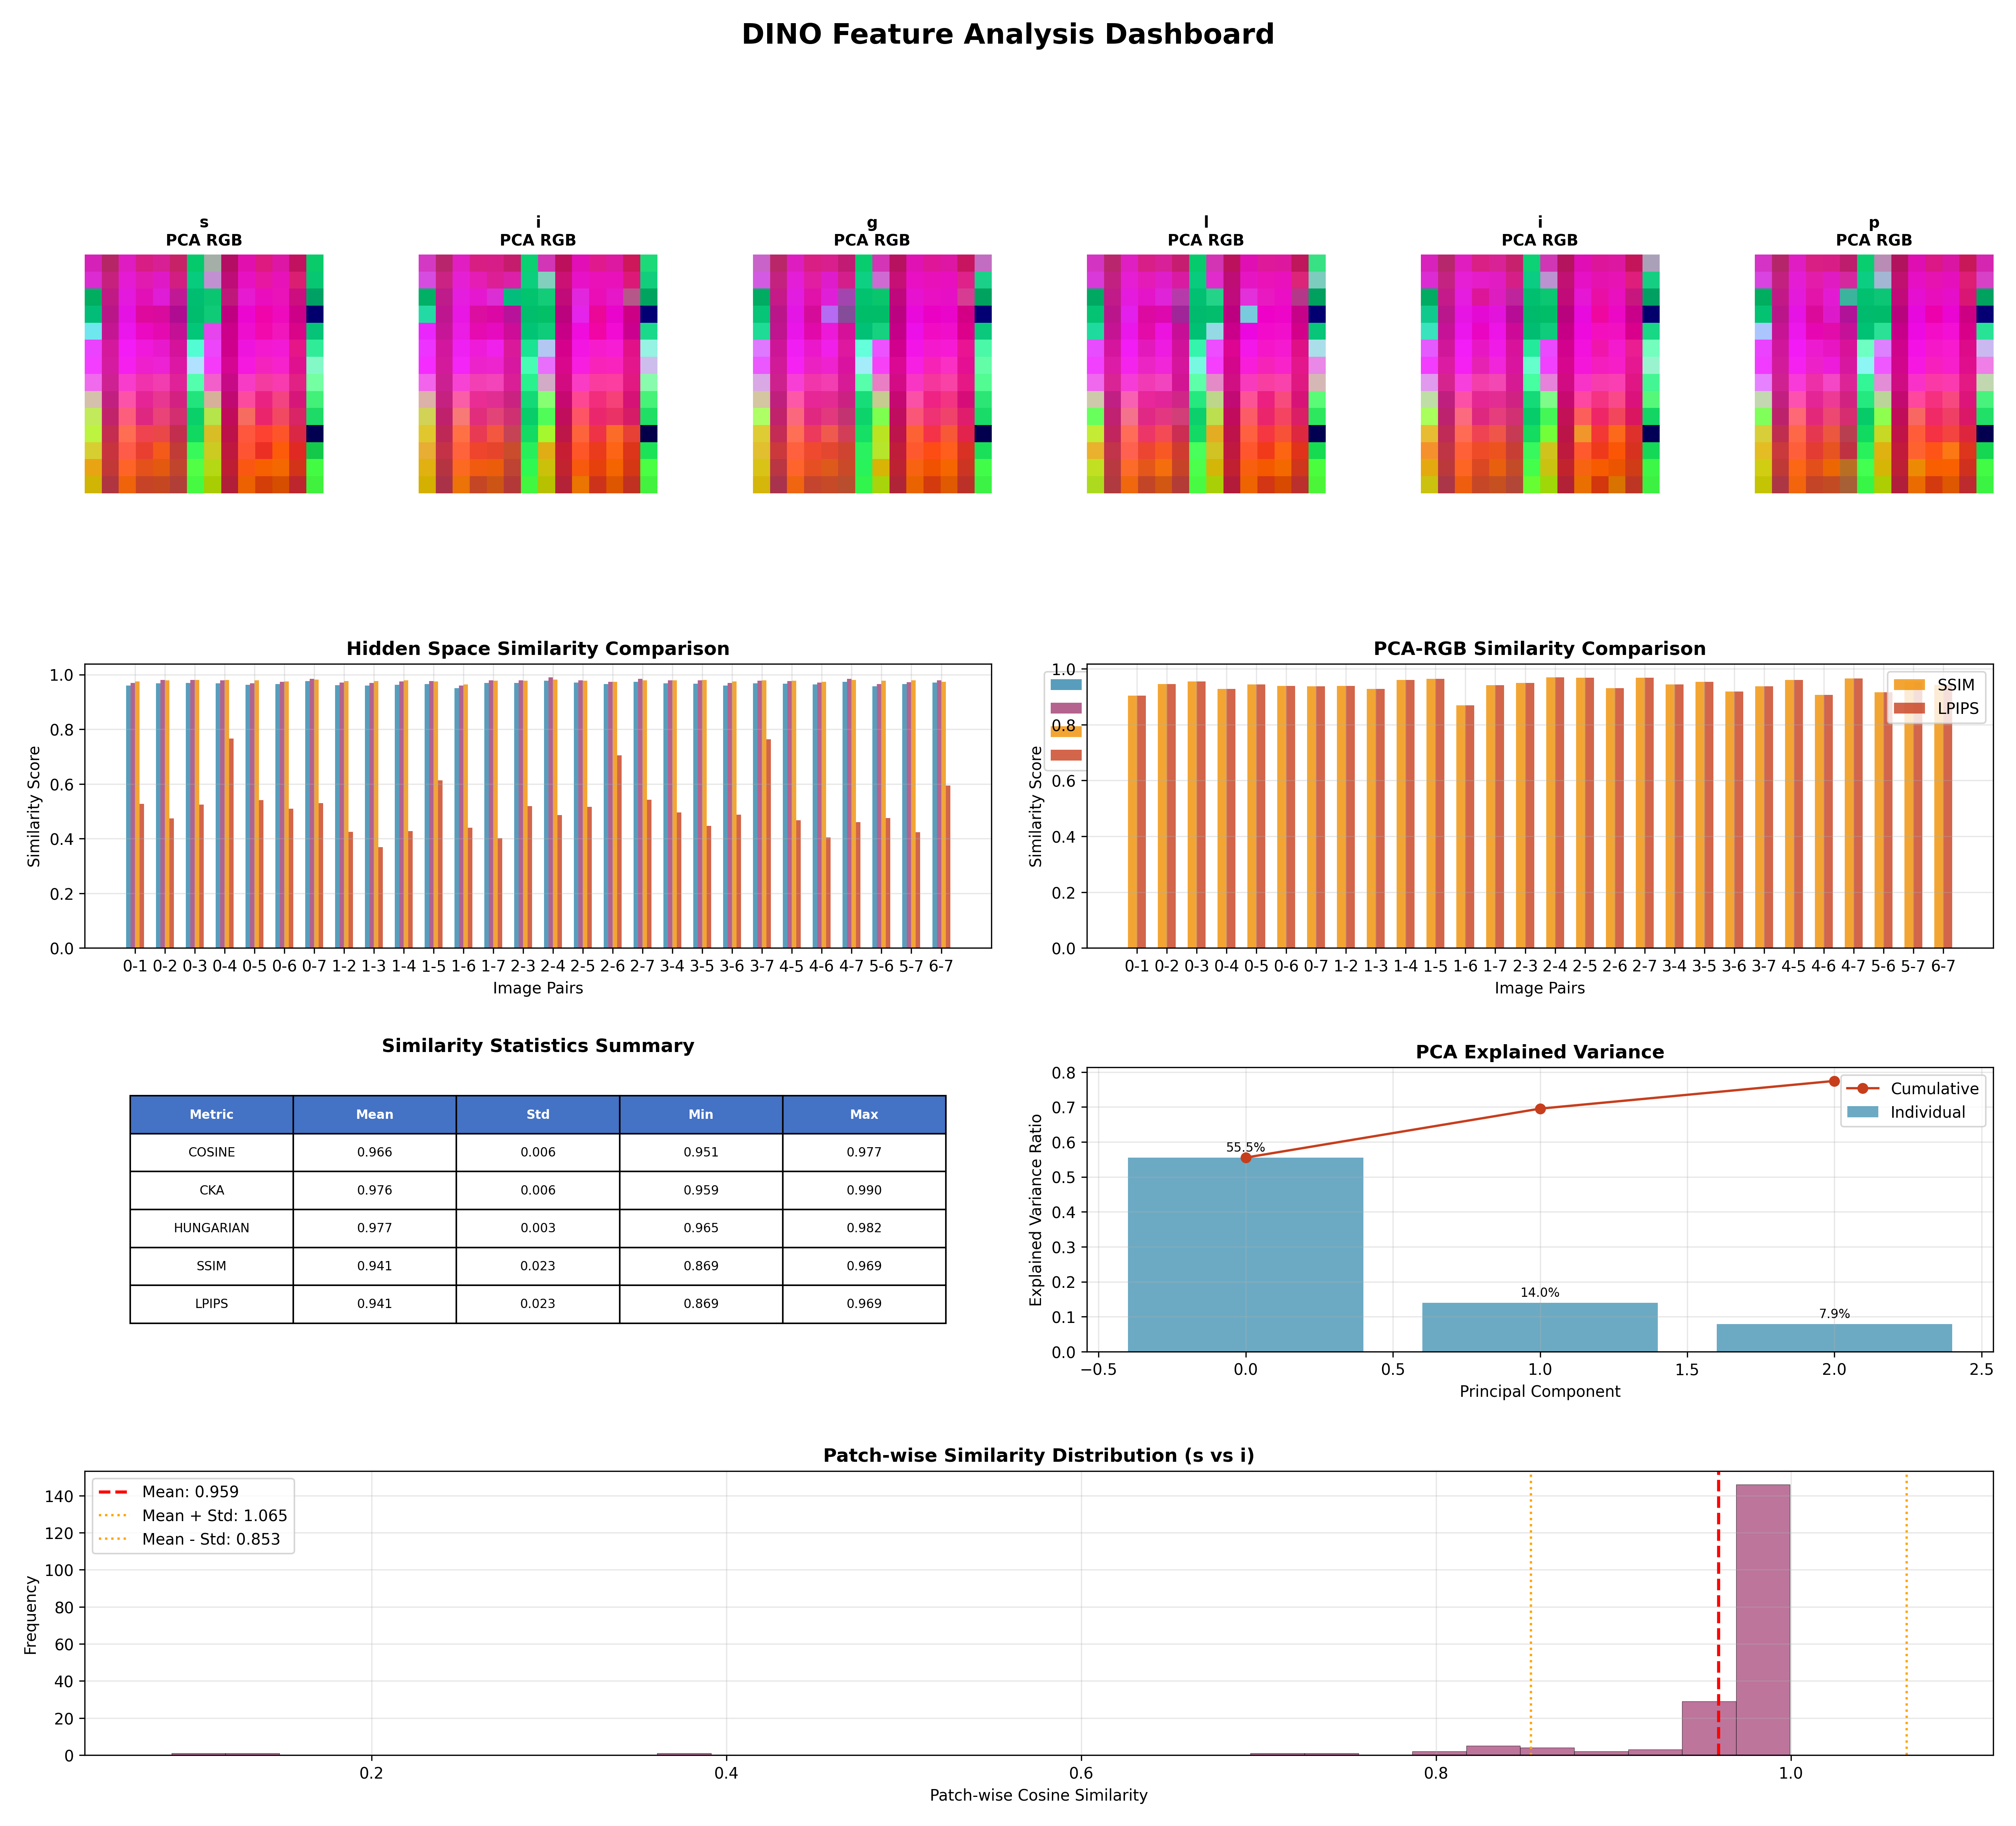 DINO Feature Analysis Dashboard
s
PCA RGB
i
PCA RGB
g
PCA RGB
l
PCA RGB
i
PCA RGB
p
PCA RGB
Hidden Space Similarity Comparison
Similarity Score
1.0
0.8
0.6
0.4
0.2
0.0
0-1 0-2 0-3 0-4 0-5 0-6 0-7 1-2 1-3 1-4 1-5 1-6 1-7 2-3 2-4 2-5 2-6 2-7 3-4 3-5 3-6 3-7 4-5 4-6 4-7 5-6 5-7 6-7
Image Pairs
PCA-RGB Similarity Comparison
Similarity Score
1.0
0.8
0.6
0.4
0.2
0.0
SSIM
LPIPS
0-1 0-2 0-3 0-4 0-5 0-6 0-7 1-2 1-3 1-4 1-5 1-6 1-7 2-3 2-4 2-5 2-6 2-7 3-4 3-5 3-6 3-7 4-5 4-6 4-7 5-6 5-7 6-7
Image Pairs
Similarity Statistics Summary
Metric Mean Std Min Max
COSINE 0.966 0.006 0.951 0.977
CKA 0.976 0.006 0.959 0.990
HUNGARIAN 0.977 0.003 0.965 0.982
SSIM 0.941 0.023 0.869 0.969
LPIPS 0.941 0.023 0.869 0.969
PCA Explained Variance
Explained Variance Ratio
0.8
0.7
0.6
0.5
0.4
0.3
0.2
0.1
0.0
Cumulative
Individual
55.5%
14.0%
7.9%
−0.5 0.0 0.5 1.0 1.5 2.0 2.5
Principal Component
Patch-wise Similarity Distribution (s vs i)
Frequency
140
120
100
80
60
40
20
0
Mean: 0.959
Mean + Std: 1.065
Mean - Std: 0.853
0.2 0.4 0.6 0.8 1.0
Patch-wise Cosine Similarity